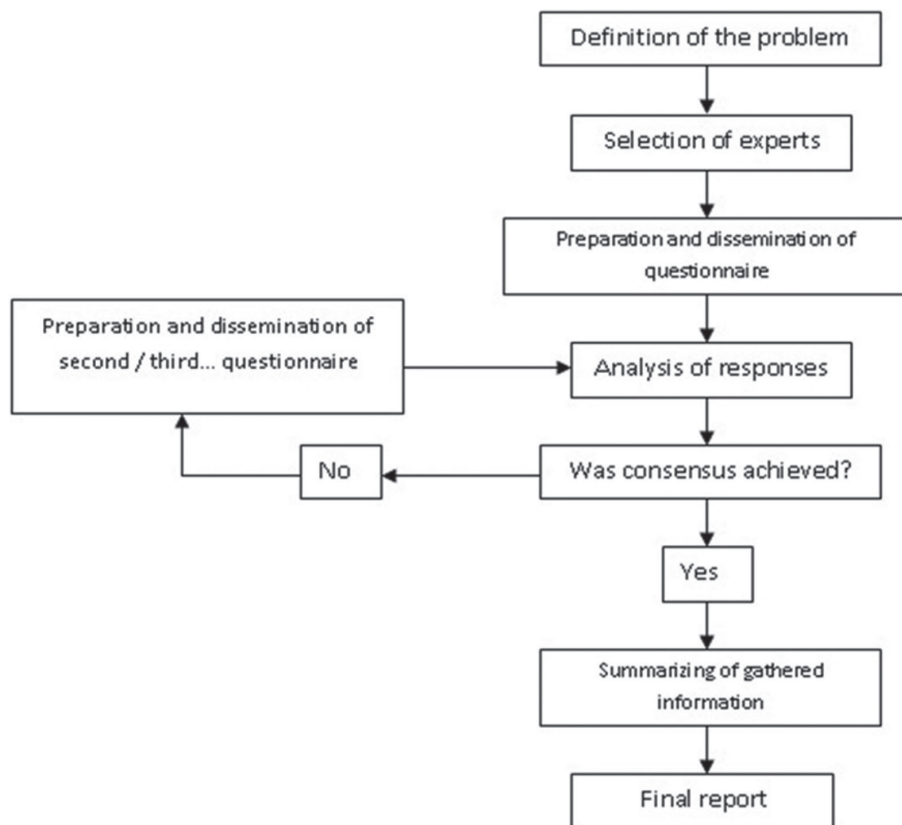 Definition of the problem
Selection of experts
Preparation and dissemination of
questionnaire
Preparation and dissemination of
second / third... questionnaire
Analysis of responses
No
Was consensus achieved?
Yes
Summarizing of gathered
information
Final report